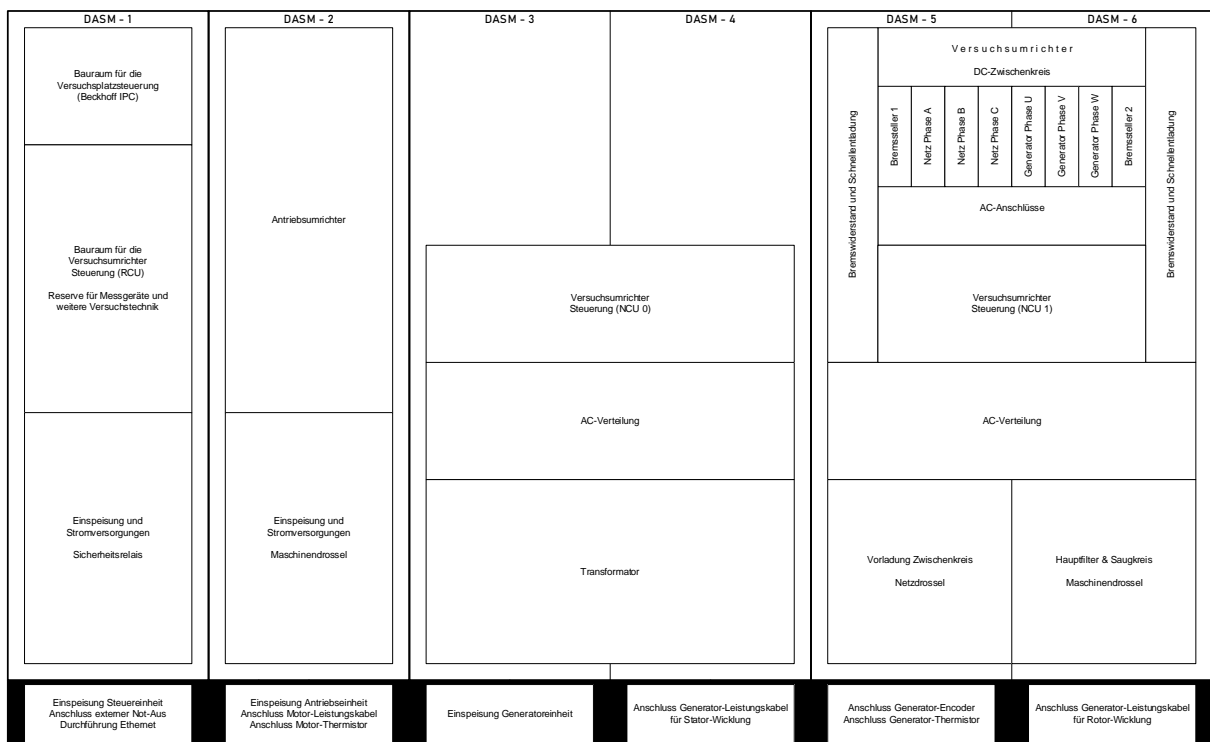 DASM - 1
Bauraum für die
Versuchsplatzsteuerung
(Beckhoff IPC)
Bauraum für die
Versuchsumrichter
Steuerung (RCU)
Reserve für Messgeräte und
weitere Versuchstechnik
Einspeisung und
Stromversorgungen
Sicherheitsrelais
Einspeisung Steuereinheit
Anschluss externer Not-Aus
Durchführung Ethernet
DASM - 2
Antriebsumrichter
Einspeisung und
Stromversorgungen
Maschinendrossel
Einspeisung Antriebseinheit
Anschluss Motor-Leistungskabel
Anschluss Motor-Thermistor
DASM - 3
DASM - 4
Versuchsumrichter
Steuerung (NCU 0)
AC-Verteilung
Transformator
Einspeisung Generatoreinheit
Anschluss Generator-Leistungskabel
für Stator-Wicklung
DASM - 5
DASM - 6
Versuchsumrichter
DC-Zwischenkreis
Bremswiderstand und Schnellentladung
Bremssteller 1
Netz Phase A
Netz Phase B
Netz Phase C
Generator Phase U
Generator Phase V
Generator Phase W
Bremssteller 2
Bremswiderstand und Schnellentladung
AC-Anschlüsse
Versuchsumrichter
Steuerung (NCU 1)
AC-Verteilung
Vorladung Zwischenkreis
Netzdrossel
Hauptfilter & Saugkreis
Maschinendrossel
Anschluss Generator-Encoder
Anschluss Generator-Thermistor
Anschluss Generator-Leistungskabel
für Rotor-Wicklung